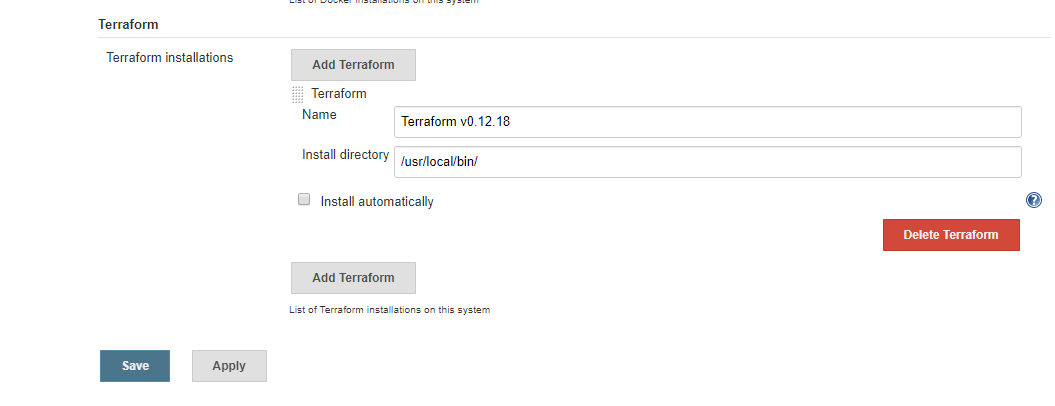 List of Docker installations on this system
Terraform
Terraform installations
Add Terraform
Terraform
Name
Terraform v0.12.18
Install directory
/usr/local/bin/
Install automatically
?
Delete Terraform
Add Terraform
List of Terraform installations on this system
Save
Apply